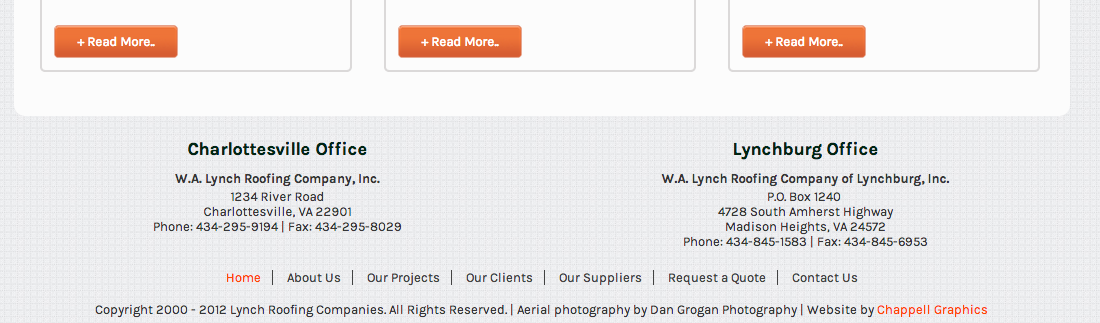 + Read More.. + Read More.. + Read More..
Charlottesville Office
W.A. Lynch Roofing Company, Inc.
1234 River Road
Charlottesville, VA 22901
Phone: 434-295-9194 | Fax: 434-295-8029
Lynchburg Office
W.A. Lynch Roofing Company of Lynchburg, Inc.
P.O. Box 1240
4728 South Amherst Highway
Madison Heights, VA 24572
Phone: 434-845-1583 | Fax: 434-845-6953
Home | About Us | Our Projects | Our Clients | Our Suppliers | Request a Quote | Contact Us
Copyright 2000 - 2012 Lynch Roofing Companies. All Rights Reserved. | Aerial photography by Dan Grogan Photography | Website by Chappell Graphics